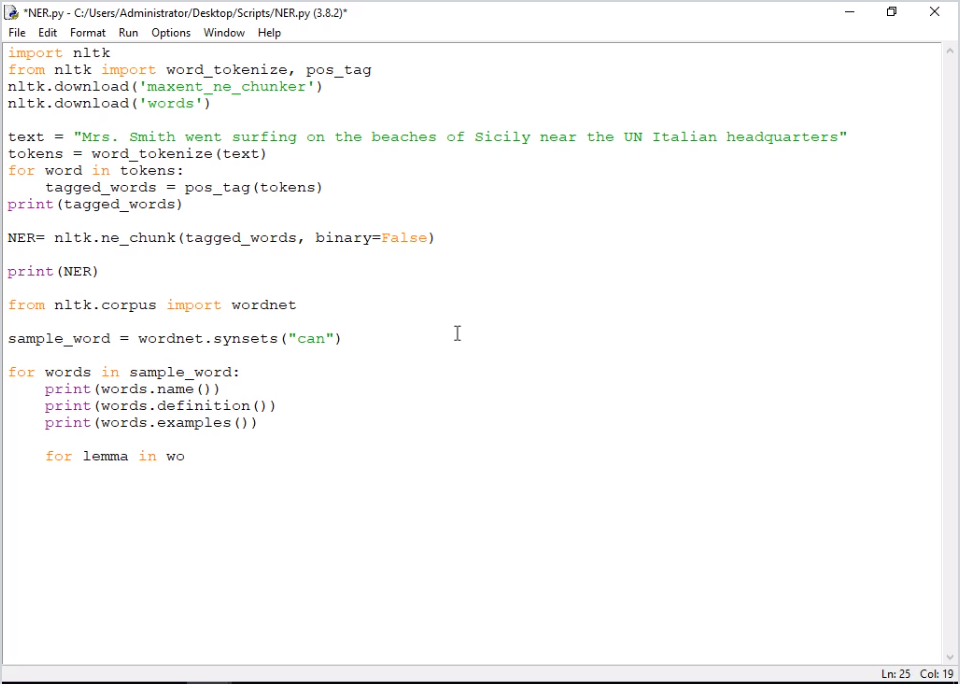 *NER.py - C:/Users/Administrator/Desktop/Scripts/NER.py (3.8.2)*
File Edit Format Run Options Window Help
import nltk
from nltk import word_tokenize, pos_tag
nltk.download('maxent_ne_chunker')
nltk.download('words')
text = "Mrs. Smith went surfing on the beaches of Sicily near the UN Italian headquarters"
tokens = word_tokenize(text)
for word in tokens:
    tagged_words = pos_tag(tokens)
print(tagged_words)
NER= nltk.ne_chunk(tagged_words, binary=False)
print(NER)
from nltk.corpus import wordnet
sample_word = wordnet.synsets("can")
for words in sample_word:
    print(words.name())
    print(words.definition())
    print(words.examples())
    for lemma in wo
Ln: 25 Col: 19